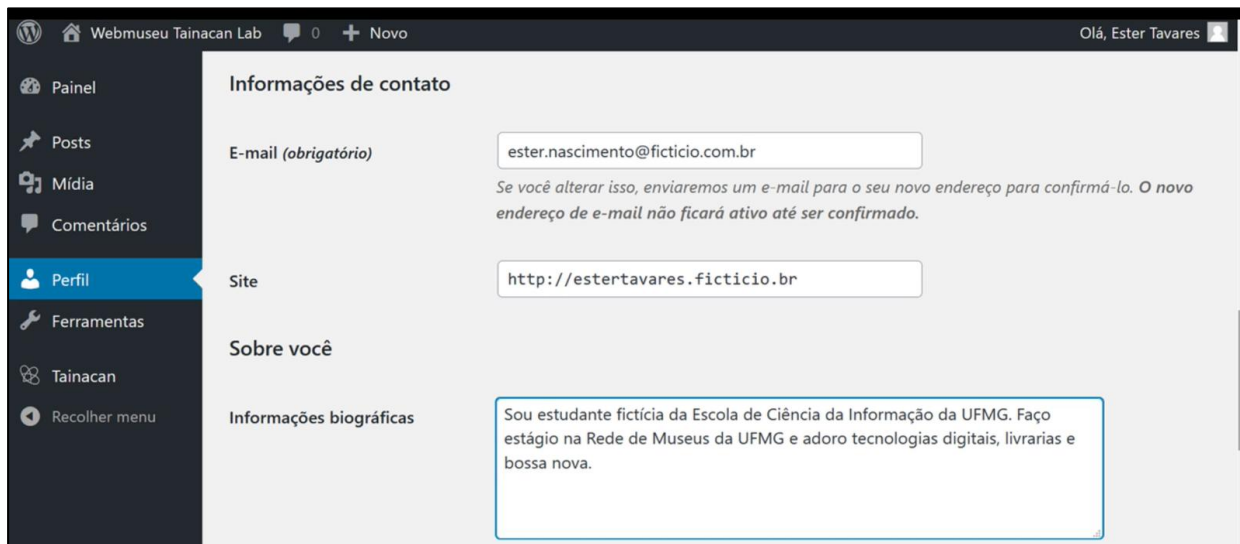 Webmuseu Tainacan Lab 0 Novo Olá, Ester Tavares
Painel
Posts
Mídia
Comentários
Perfil
Ferramentas
Tainacan
Recolher menu
Informações de contato
E-mail (obrigatório)
ester.nascimento@ficticio.com.br
Se você alterar isso, enviaremos um e-mail para o seu novo endereço para confirmá-lo. O novo
endereço de e-mail não ficará ativo até ser confirmado.
Site
http://estertavares.ficticio.br
Sobre você
Informações biográficas
Sou estudante fictícia da Escola de Ciência da Informação da UFMG. Faço
estágio na Rede de Museus da UFMG e adoro tecnologias digitais, livrarias e
bossa nova.